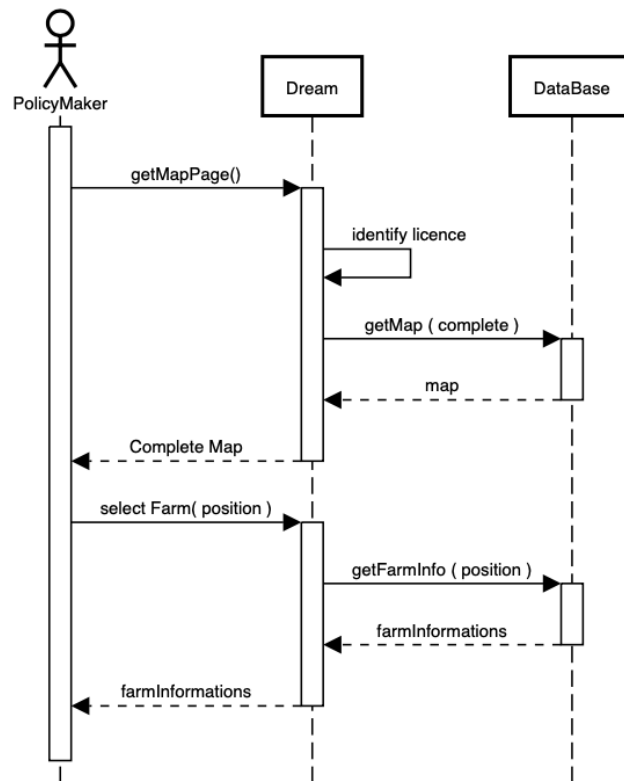 PolicyMaker
Dream
DataBase
getMapPage()
identify licence
getMap ( complete )
map
Complete Map
select Farm( position )
getFarmInfo ( position )
farmInformations
farmInformations